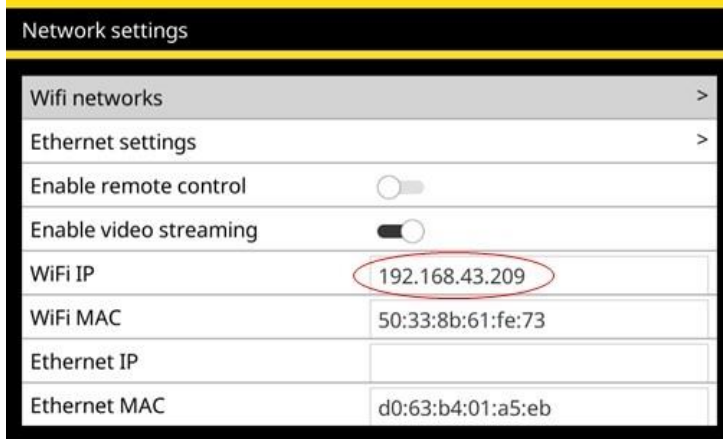 Network settings
Wifi networks >
Ethernet settings >
Enable remote control
Enable video streaming
WiFi IP 192.168.43.209
WiFi MAC 50:33:8b:61:fe:73
Ethernet IP
Ethernet MAC d0:63:b4:01:a5:eb